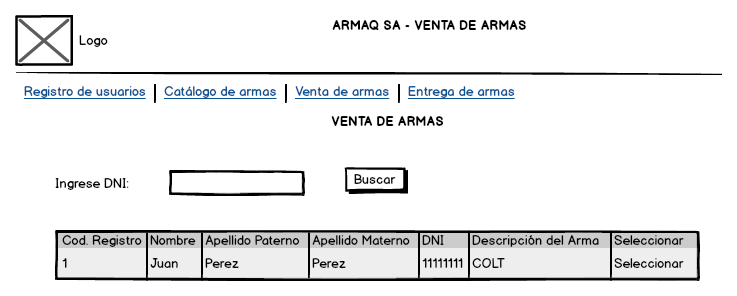 ARMAQ SA - VENTA DE ARMAS
Logo
Registro de usuarios | Catálogo de armas | Venta de armas | Entrega de armas
VENTA DE ARMAS
Ingrese DNI: Buscar
Cod. Registro Nombre Apellido Paterno Apellido Materno DNI Descripción del Arma Seleccionar
1 Juan Perez Perez 11111111 COLT Seleccionar